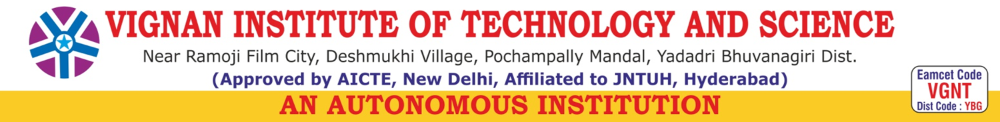 VIGNAN INSTITUTE OF TECHNOLOGY AND SCIENCE
Near Ramoji Film City, Deshmukhi Village, Pochampally Mandal, Yadadri Bhuvanagiri Dist.
(Approved by AICTE, New Delhi, Affiliated to JNTUH, Hyderabad)
AN AUTONOMOUS INSTITUTION
Eamcet Code
VGNT
Dist Code : YBG